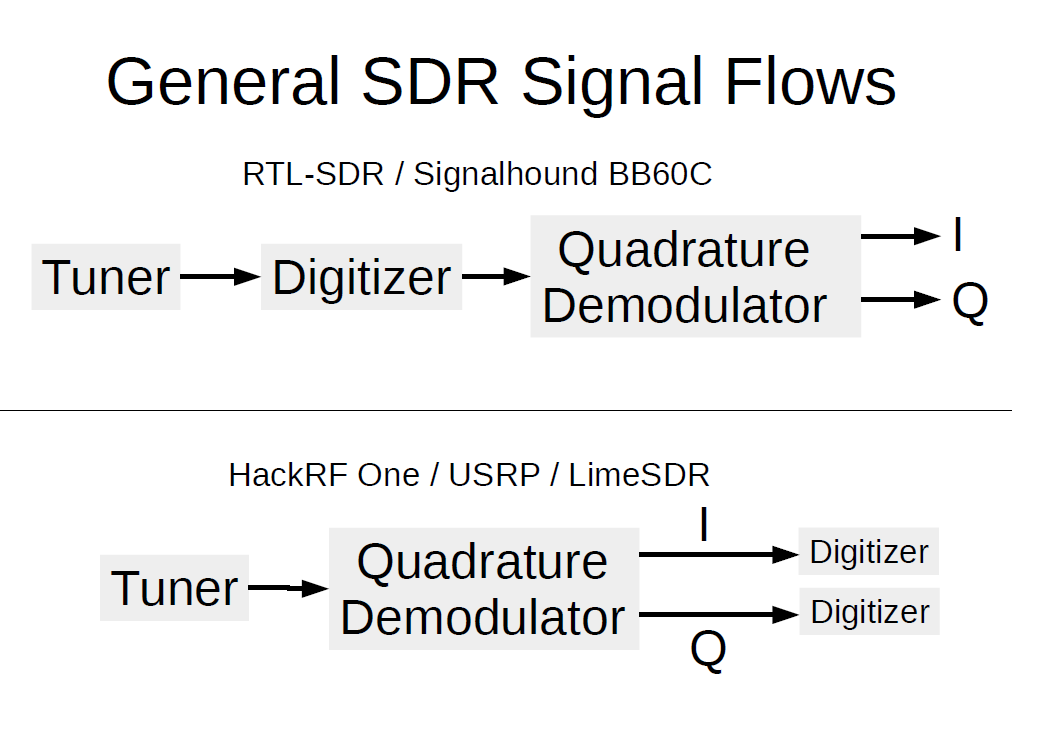 General SDR Signal Flows
RTL-SDR / Signalhound BB60C
Tuner
Digitizer
Quadrature
Demodulator
I
Q
HackRF One / USRP / LimeSDR
Tuner
Quadrature
Demodulator
I
Q
Digitizer
Digitizer